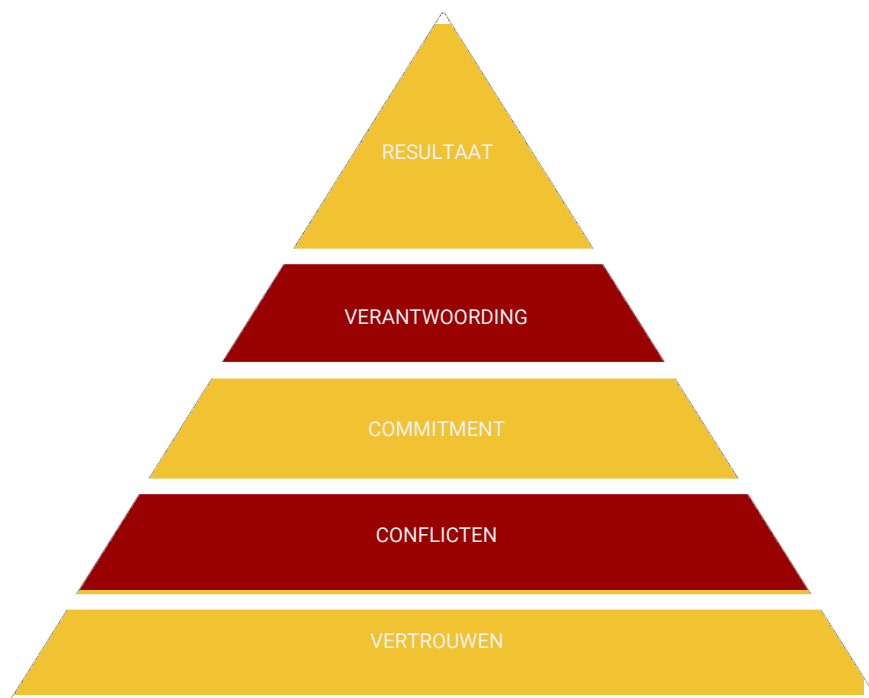 RESULTAAT
VERANTWOORDING
COMMITMENT
CONFLICTEN
VERTROUWEN